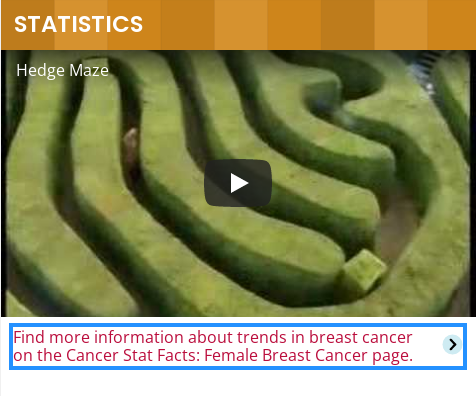 STATISTICS
Hedge Maze
Find more information about trends in breast cancer
on the Cancer Stat Facts: Female Breast Cancer page.